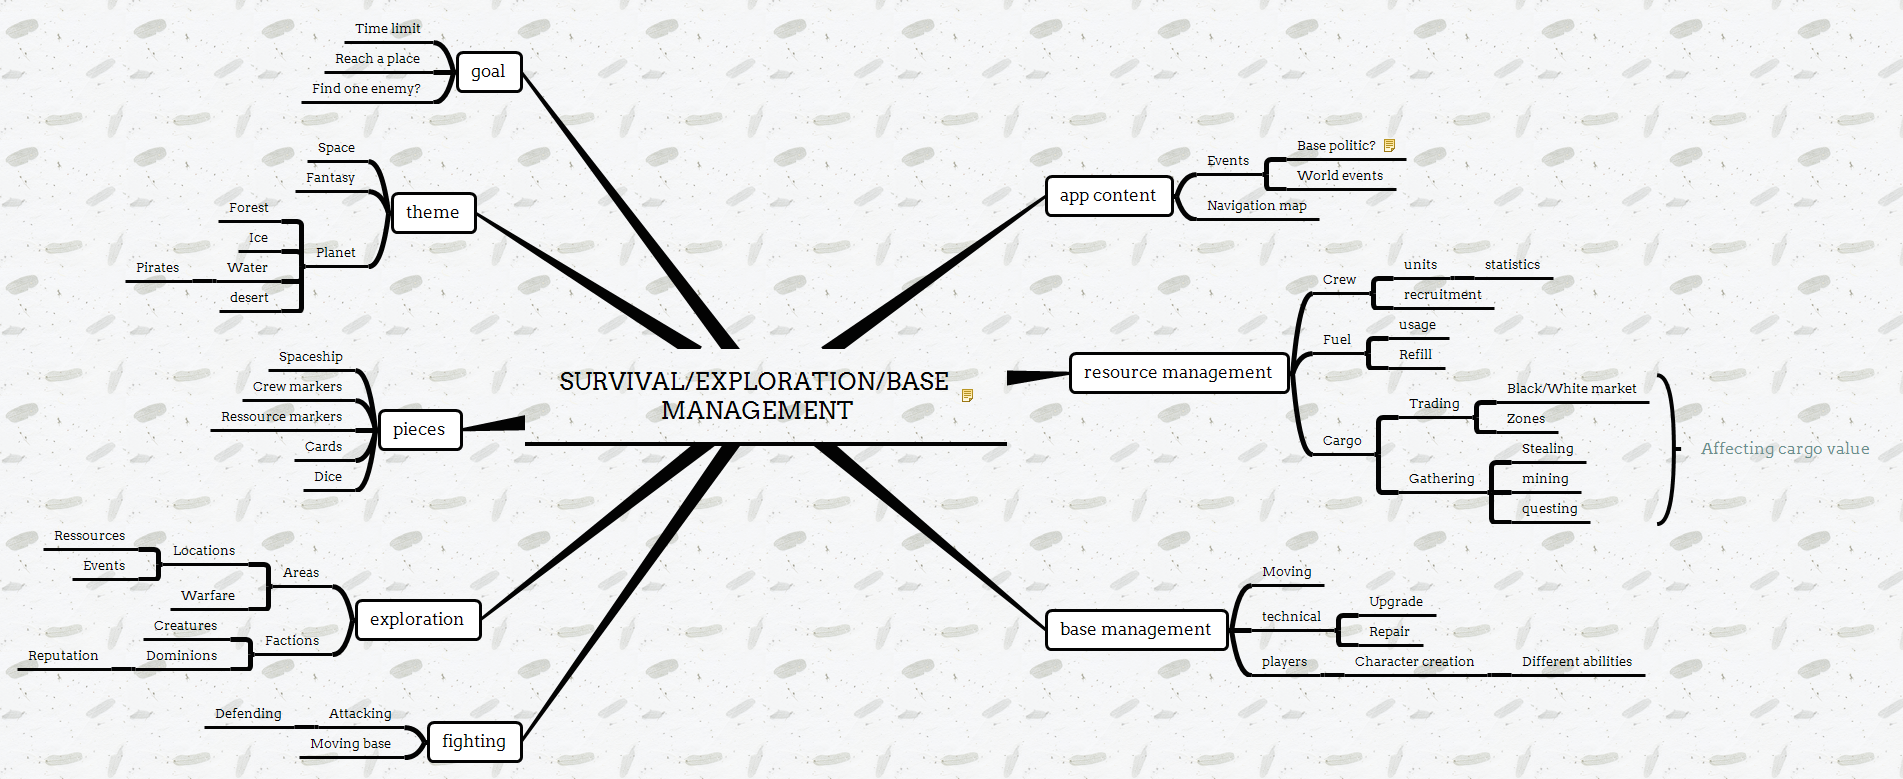 SURVIVAL/EXPLORATION/BASE
MANAGEMENT
goal
Time limit
Reach a place
Find one enemy?
theme
Space
Fantasy
Planet
Forest
Ice
Water
Pirates
desert
pieces
Spaceship
Crew markers
Ressource markers
Cards
Dice
exploration
Areas
Locations
Ressources
Events
Warfare
Factions
Creatures
Dominions
Reputation
fighting
Attacking
Defending
Moving base
app content
Events
Base politic?
World events
Navigation map
resource management
Crew
units
statistics
recruitment
Fuel
usage
Refill
Cargo
Trading
Black/White market
Zones
Gathering
Stealing
mining
questing
Affecting cargo value
base management
Moving
technical
Upgrade
Repair
players
Character creation
Different abilities